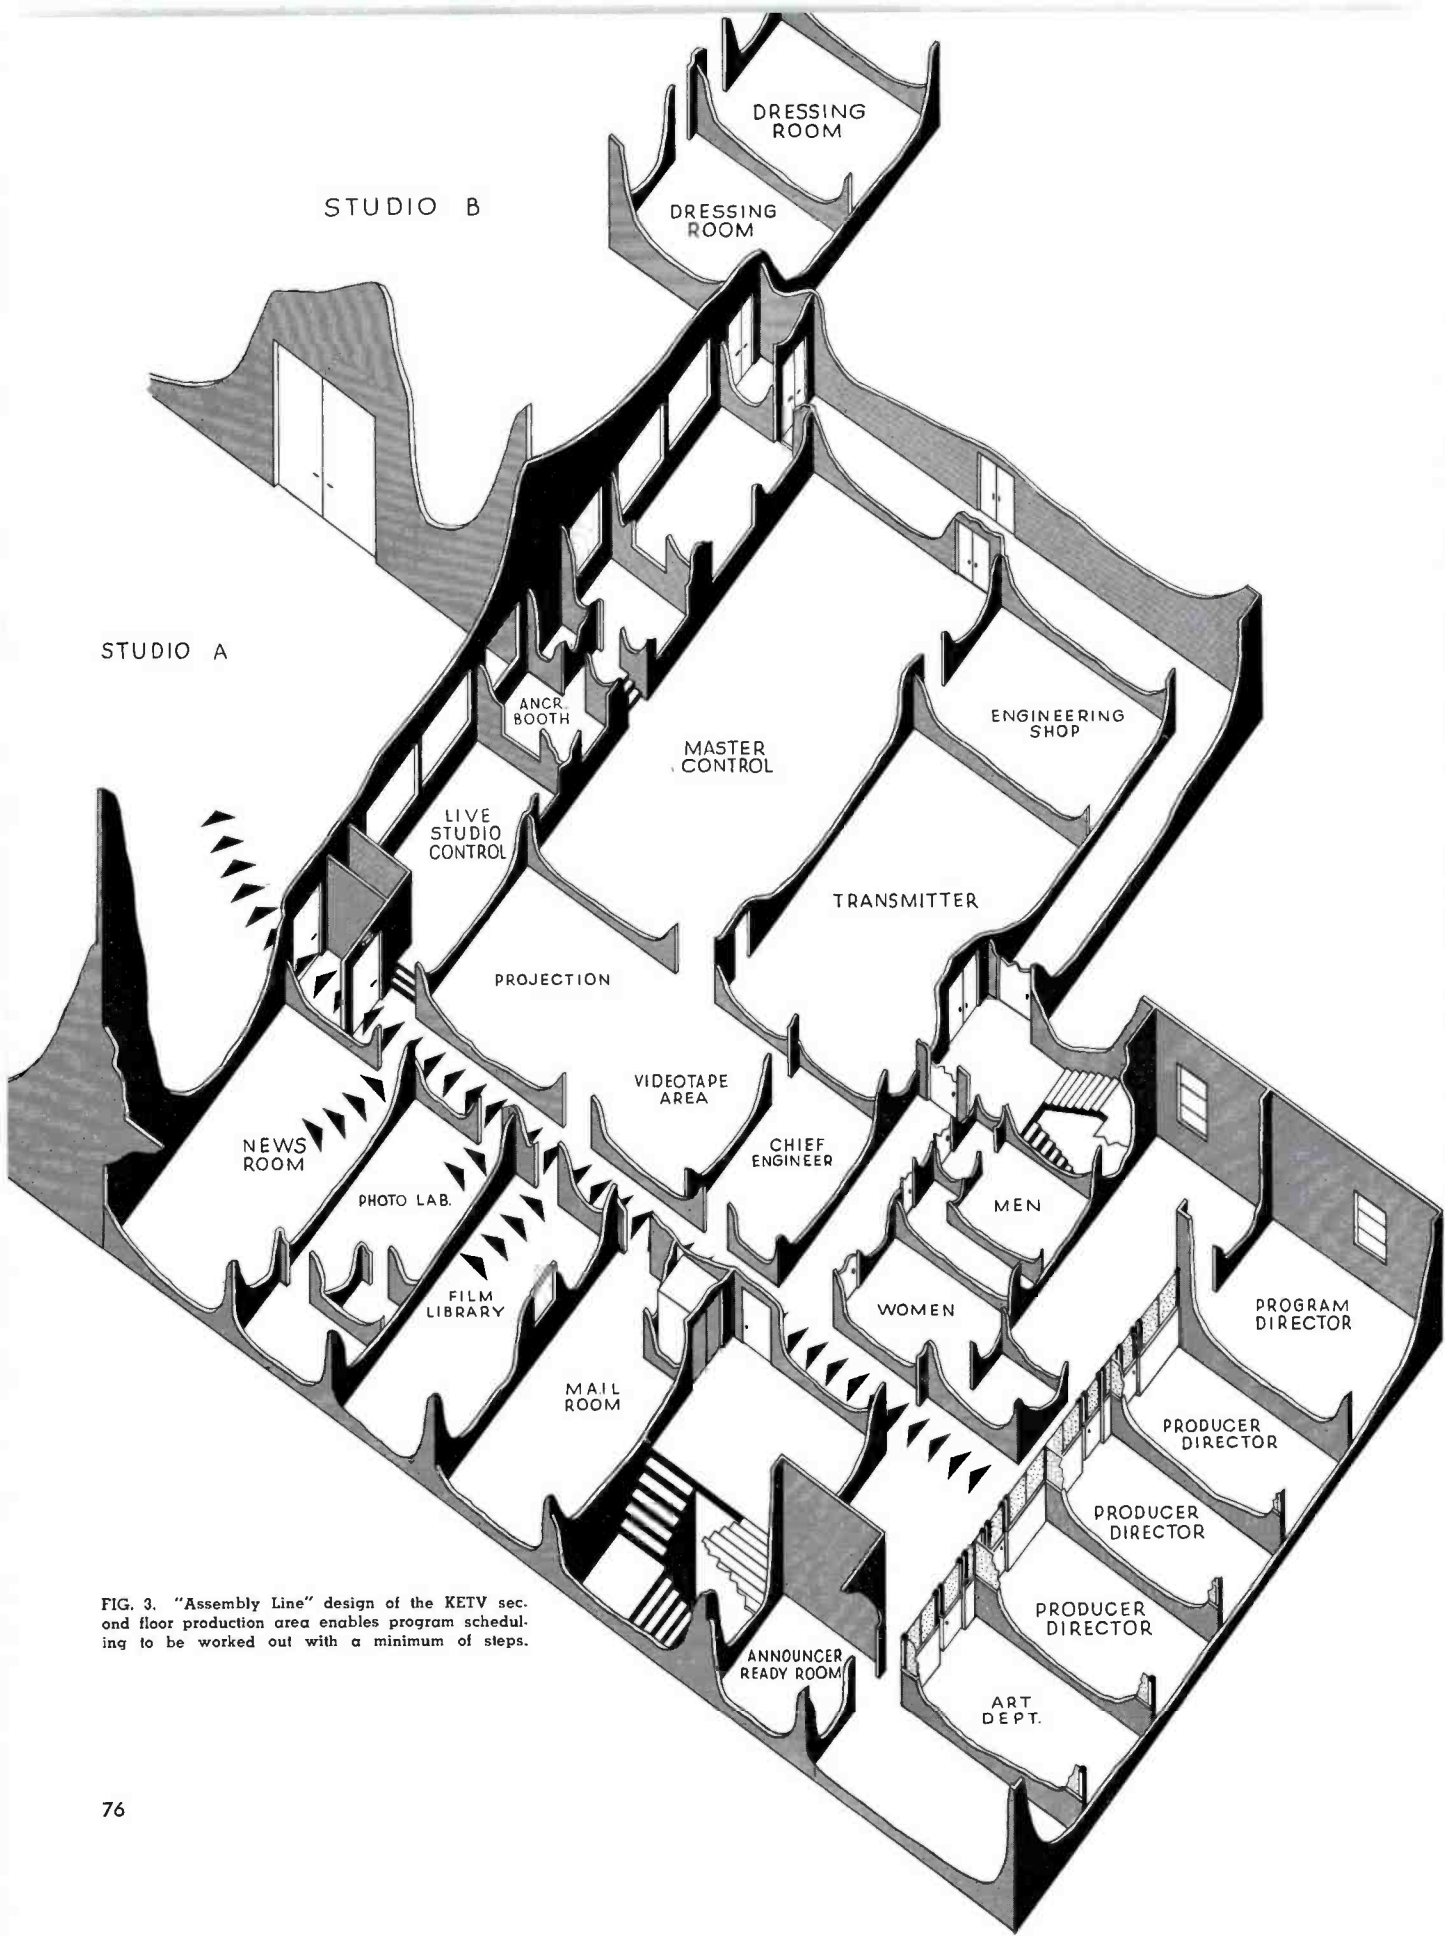 DRESSING
ROOM
DRESSING
ROOM
STUDIO B
STUDIO A
ANCR.
BOOTH
ENGINEERING
SHOP
MASTER
CONTROL
LIVE
STUDIO
CONTROL
TRANSMITTER
PROJECTION
VIDEOTAPE
AREA
NEWS
ROOM
CHIEF
ENGINEER
PHOTO LAB.
MEN
FILM
LIBRARY
WOMEN
PROGRAM
DIRECTOR
MAIL
ROOM
PRODUCER
DIRECTOR
PRODUCER
DIRECTOR
PRODUCER
DIRECTOR
ANNOUNCER
READY ROOM
ART
DEPT.
FIG. 3. "Assembly Line" design of the KETV sec-
ond floor production area enables program schedul-
ing to be worked out with a minimum of steps.
76